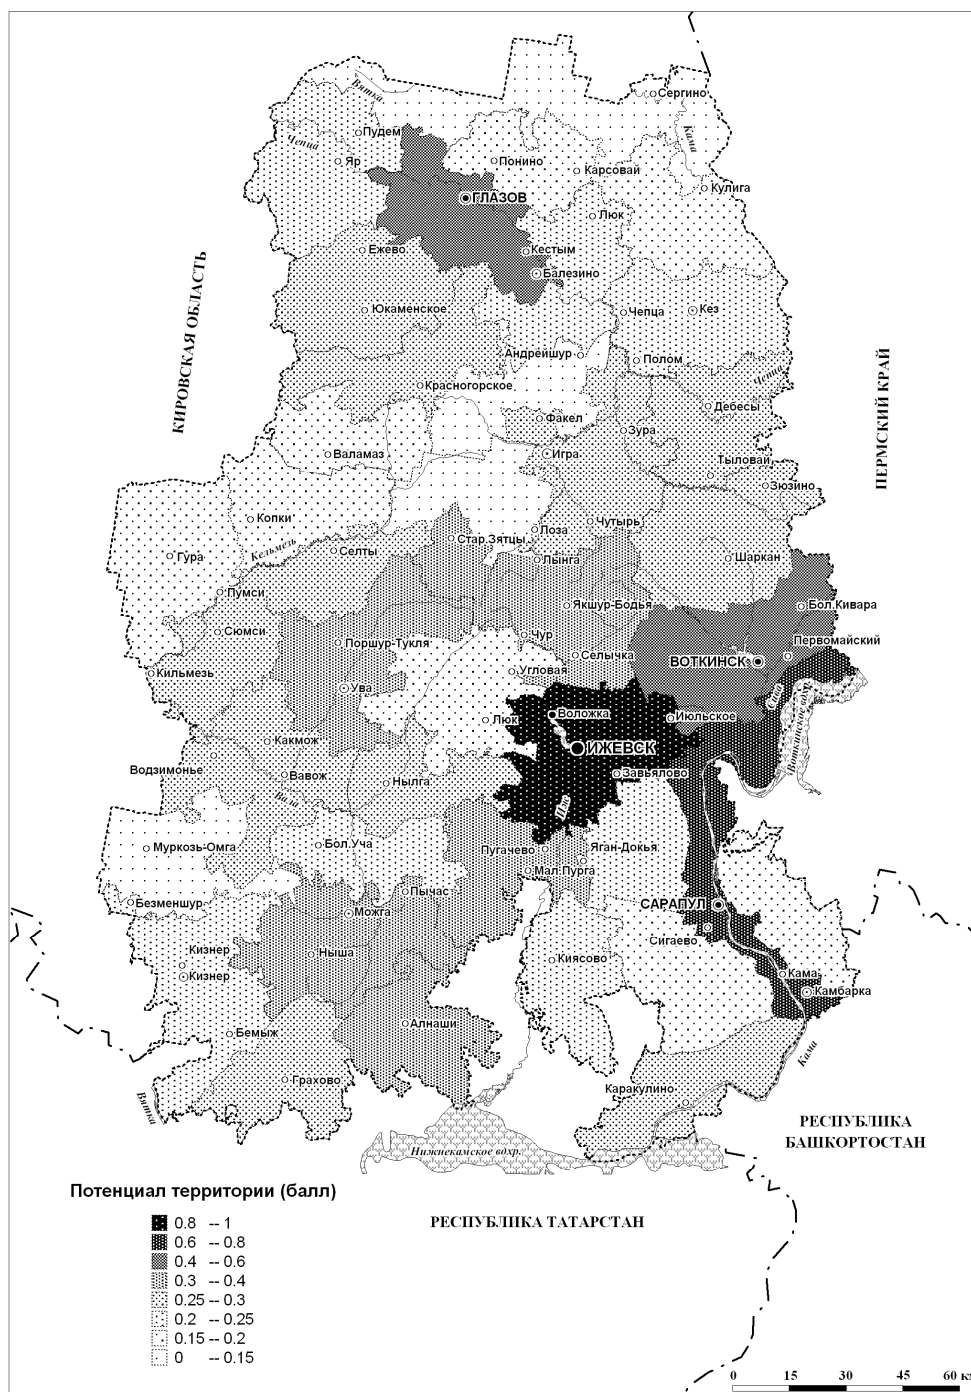 Сергино
Вятка
Кама
Пудем
Чепца
Яр
Понино
Карсовай
Кулига
ГЛАЗОВ
Люк
Ежево
Кестым
Балезино
КИРОВСКАЯ ОБЛАСТЬ
Юкаменское
Чепца
Кез
Андрейшур
Полом
ПЕРМСКИЙ КРАЙ
Чепца
Красногорское
Дебесы
Факел
Зура
Валамаз
Игра
Тыловай
Зюзино
Копки
Чутырь
Лоза
Стар.Зятцы
Кельмезь
Селты
Гура
Лынга
Шаркан
Пумси
Якшур-Бодья
Бол.Кивара
Сюмси
Чур
Поршур-Тукля
Первомайский
Селычка
ВОТКИНСК
Кильмезь
Угловая
Ува
Сива
Воткинское вдхр.
Люк
Воложка
Июльское
Какмож
ИЖЕВСК
Водзимонье
Вавож
Нылга
Завьялово
Вала
Иж
Муркозь-Омга
Бол.Уча
Пугачево
Яган-Докья
Мал.Пурга
Пычас
Безменшур
Можга
САРАПУЛ
Сигаево
Кизнер
Ныша
Киясово
Кизнер
Кама
Камбарка
Алнаши
Бемыж
Кама
Грахово
Каракулино
Вятка
РЕСПУБЛИКА
БАШКОРТОСТАН
Нижнекамское вдхр.
Потенциал территории (балл)
РЕСПУБЛИКА ТАТАРСТАН
0.8 -- 1
0.6 -- 0.8
0.4 -- 0.6
0.3 -- 0.4
0.25 -- 0.3
0.2 -- 0.25
0.15 -- 0.2
0 -- 0.15
0 15 30 45 60 к